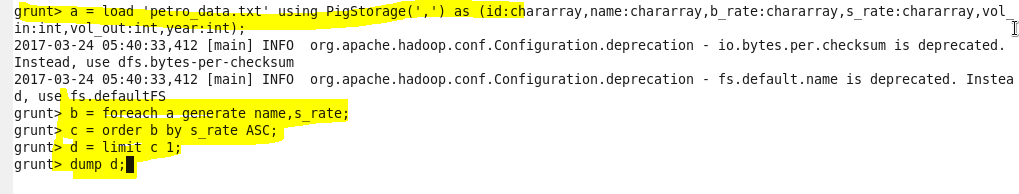 grunt> a = load 'petro_data.txt' using PigStorage(',') as (id:chararray,name:chararray,b_rate:chararray,s_rate:chararray,vol_
in:int,vol_out:int,year:int);
2017-03-24 05:40:33,412 [main] INFO  org.apache.hadoop.conf.Configuration.deprecation - io.bytes.per.checksum is deprecated.
Instead, use dfs.bytes-per-checksum
2017-03-24 05:40:33,412 [main] INFO  org.apache.hadoop.conf.Configuration.deprecation - fs.default.name is deprecated. Instea
d, use fs.defaultFS
grunt> b = foreach a generate name,s_rate;
grunt> c = order b by s_rate ASC;
grunt> d = limit c 1;
grunt> dump d;